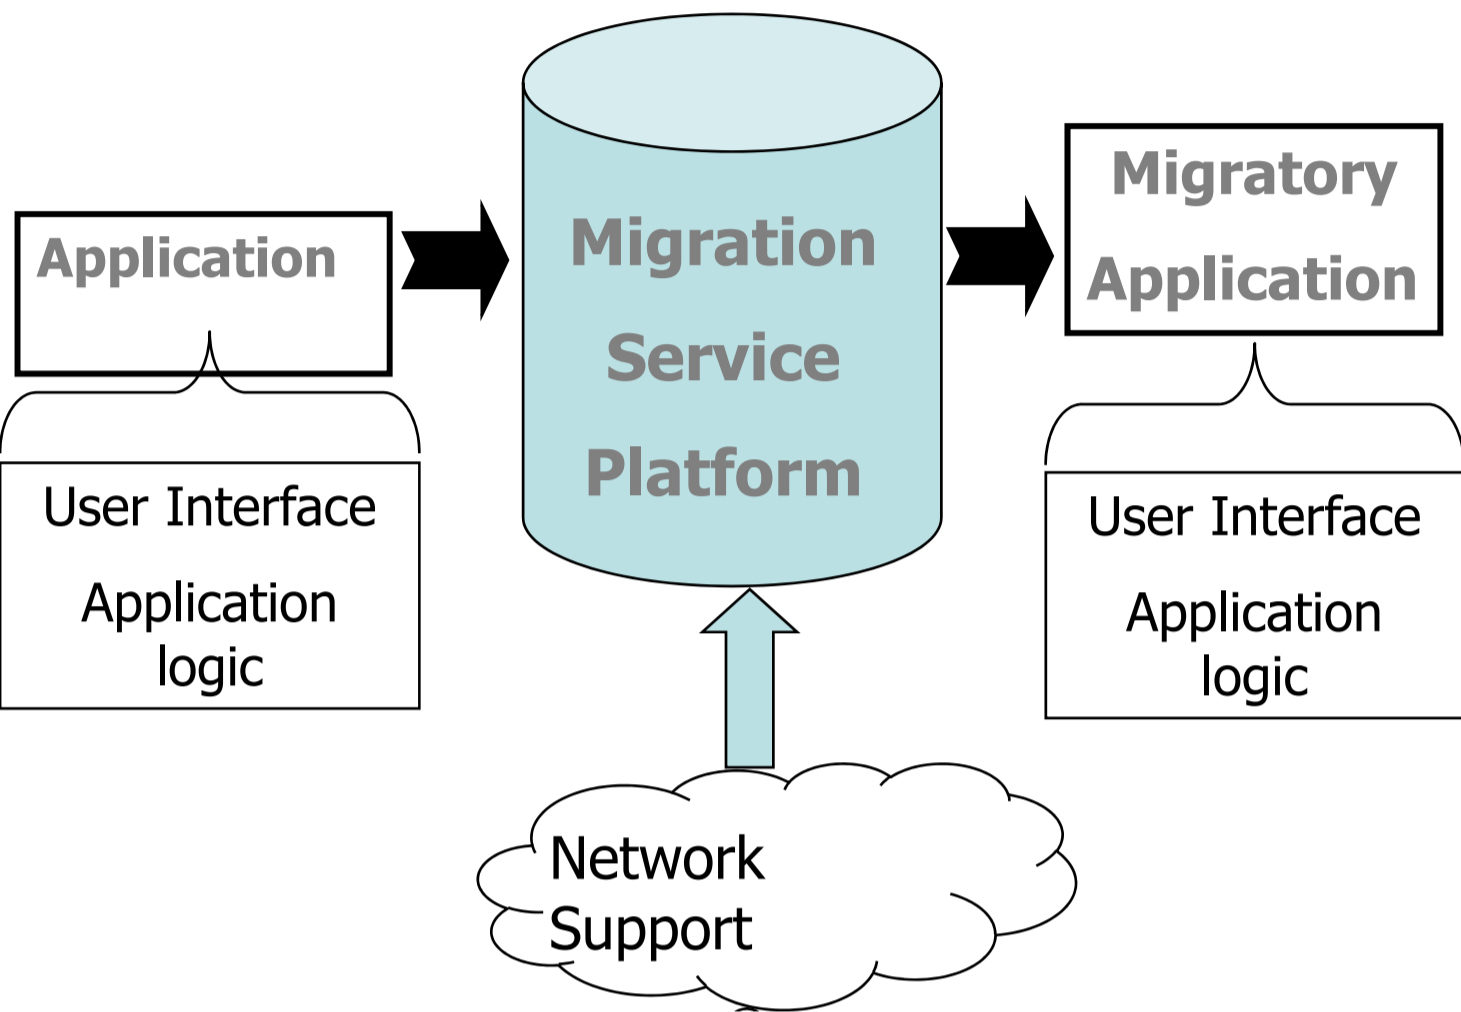 Application
User Interface
Application
logic
Migration
Service
Platform
Migratory
Application
User Interface
Application
logic
Network
Support